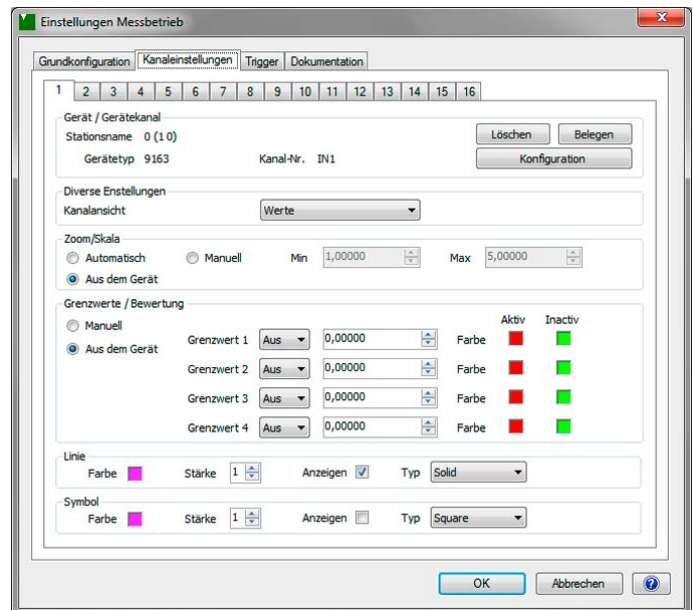 Einstellungen Messbetrieb
Grundkonfiguration Kanaleinstellungen Trigger Dokumentation
1 2 3 4 5 6 7 8 9 10 11 12 13 14 15 16
Gerät / Gerätekanal
Stationsname 0 (1 0) Löschen Belegen
Gerätetyp 9163 Kanal-Nr. IN1 Konfiguration
Diverse Enstellungen
Kanalansicht Werte
Zoom/Skala
Automatisch Manuell Min 1,00000 Max 5,00000
Aus dem Gerät
Grenzwerte / Bewertung
Manuell Aktiv Inactiv
Aus dem Gerät
Grenzwert 1 Aus 0,00000 Farbe
Grenzwert 2 Aus 0,00000 Farbe
Grenzwert 3 Aus 0,00000 Farbe
Grenzwert 4 Aus 0,00000 Farbe
Linie
Farbe Stärke 1 Anzeigen Typ Solid
Symbol
Farbe Stärke 1 Anzeigen Typ Square
OK Abbrechen ?